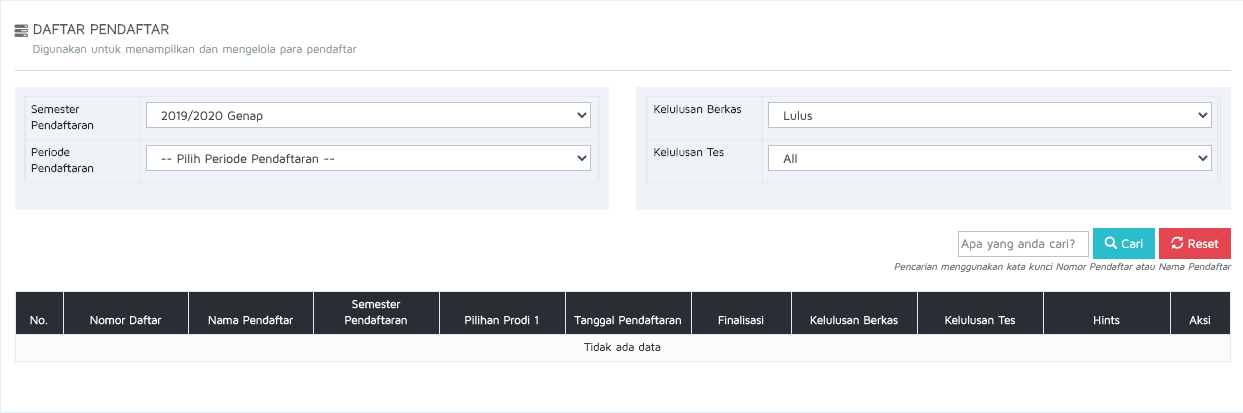 DAFTAR PENDAFTAR
Digunakan untuk menampilkan dan mengelola para pendaftar
Semester
Pendaftaran
2019/2020 Genap
Periode
Pendaftaran
-- Pilih Periode Pendaftaran --
Kelulusan Berkas
Lulus
Kelulusan Tes
All
Apa yang anda cari?
Cari
Reset
Pencarian menggunakan kata kunci Nomor Pendaftar atau Nama Pendaftar
No.
Nomor Daftar
Nama Pendaftar
Semester
Pendaftaran
Pilihan Prodi 1
Tanggal Pendaftaran
Finalisasi
Kelulusan Berkas
Kelulusan Tes
Hints
Aksi
Tidak ada data